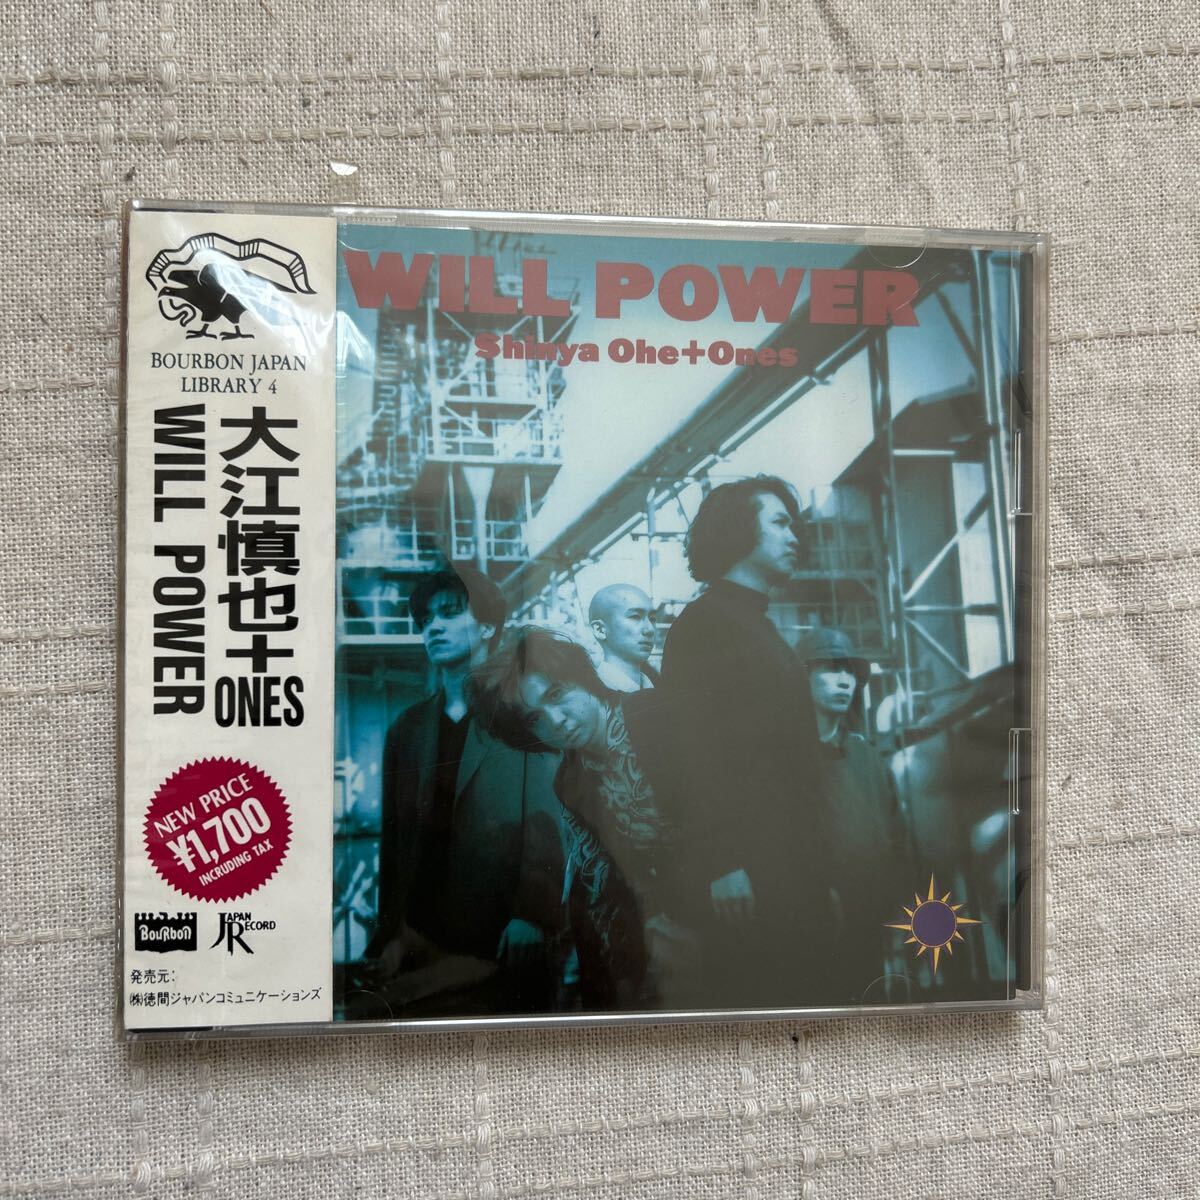 BOURBON JAPAN
LIBRARY 4
大江慎也+ONES
WILL POWER
NEW PRICE
¥1,700
INCRUDING TAX
BOURBON
JAPAN
RECORD
発売元:
㈱徳間ジャパンコミュニケーションズ
WILL POWER
Shinya Ohe+Ones